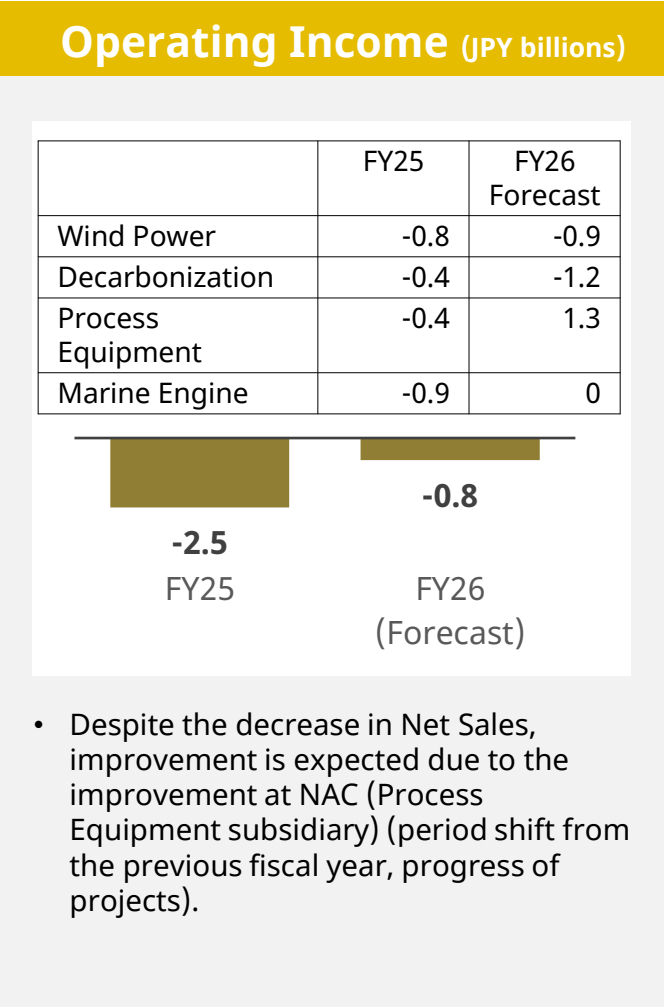 Operating Income (JPY billions)
FY25 FY26
Forecast
Wind Power -0.8 -0.9
Decarbonization -0.4 -1.2
Process -0.4 1.3
Equipment
Marine Engine -0.9 0
-0.8
-2.5
FY25 FY26
(Forecast)
• Despite the decrease in Net Sales,
improvement is expected due to the
improvement at NAC (Process
Equipment subsidiary) (period shift from
the previous fiscal year, progress of
projects).